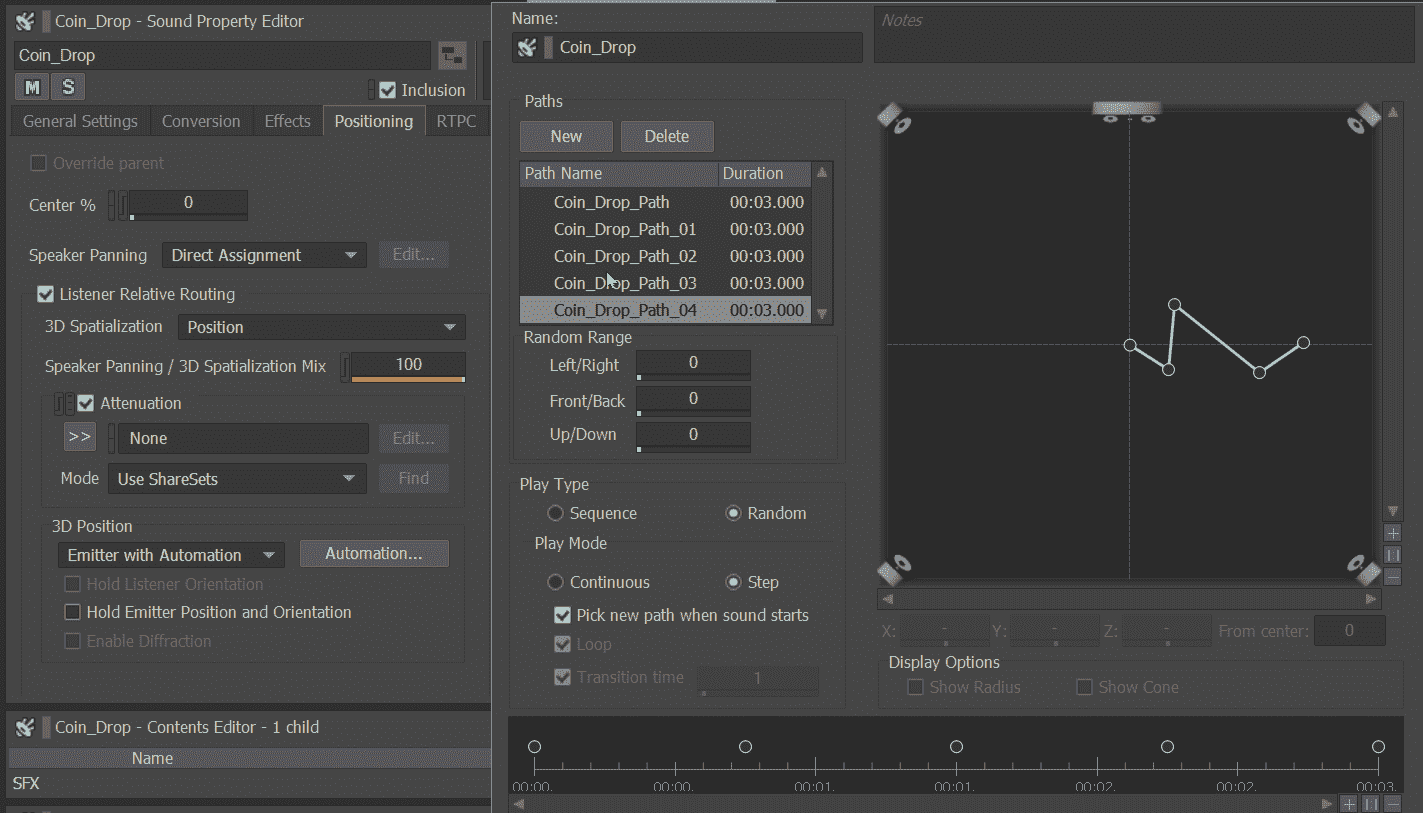 Coin_Drop - Sound Property Editor
Coin_Drop
M S
Inclusion
General Settings Conversion Effects Positioning RTPC
Override parent
Center % 0
Speaker Panning Direct Assignment Edit...
Listener Relative Routing
3D Spatialization Position
Speaker Panning / 3D Spatialization Mix 100
Attenuation
>> None Edit...
Mode Use ShareSets Find
3D Position
Emitter with Automation Automation...
Hold Listener Orientation
Hold Emitter Position and Orientation
Enable Diffraction
Coin_Drop - Contents Editor - 1 child
Name
SFX
Name:
Coin_Drop
Notes
Paths
New Delete
Path Name Duration
Coin_Drop_Path 00:03.000
Coin_Drop_Path_01 00:03.000
Coin_Drop_Path_02 00:03.000
Coin_Drop_Path_03 00:03.000
Coin_Drop_Path_04 00:03.000
Random Range
Left/Right 0
Front/Back 0
Up/Down 0
Play Type
Sequence Random
Play Mode
Continuous Step
Pick new path when sound starts
Loop
Transition time 1
X: - Y: - Z: - From center: 0
Display Options
Show Radius Show Cone
00:00. 00:00. 00:01. 00:01. 00:02. 00:02. 00:03.